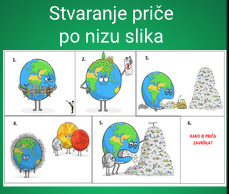 Stvaranje priče
po nizu slika
1.
2.
3.
4.
5.
6.
KAKO JE PRIČA
ZAVRŠILA?